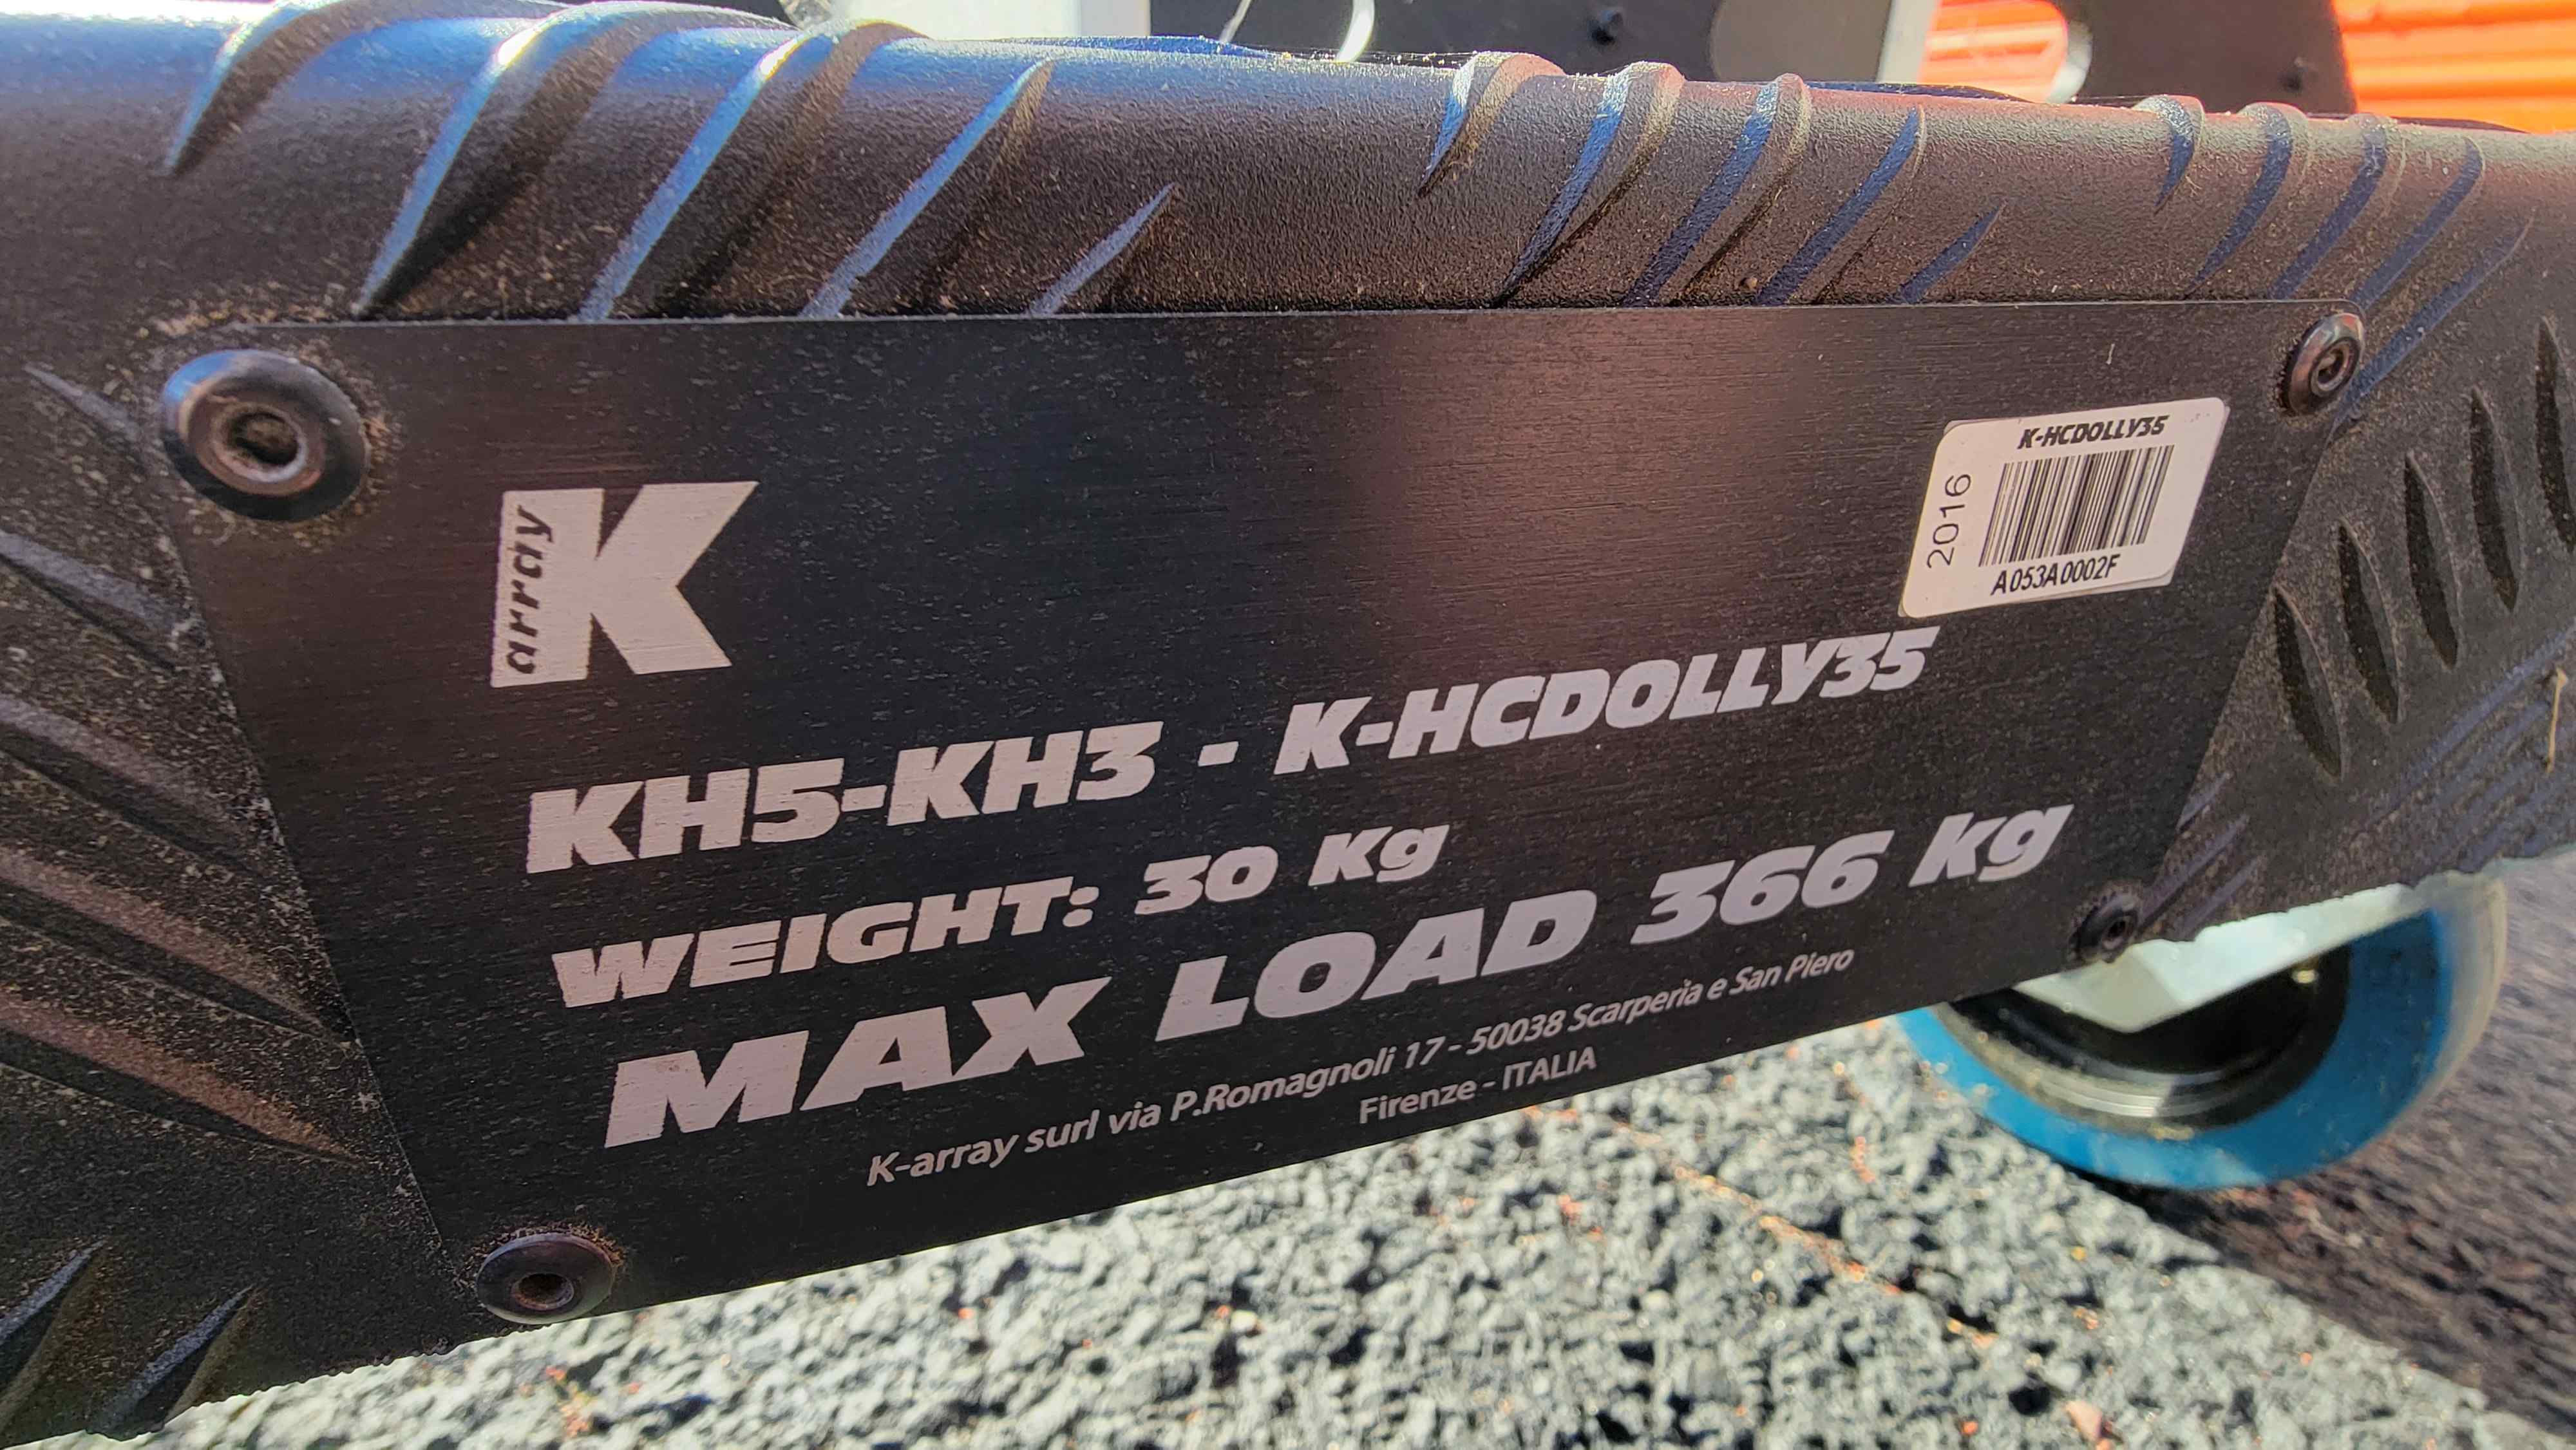 K-HCDOLLY35
2016
A053A0002F
K
array
KH5-KH3 - K-HCDOLLY35
WEIGHT: 30 Kg
MAX LOAD 366 kg
K-array surl via P.Romagnoli 17 - 50038 Scarperia e San Piero
Firenze - ITALIA